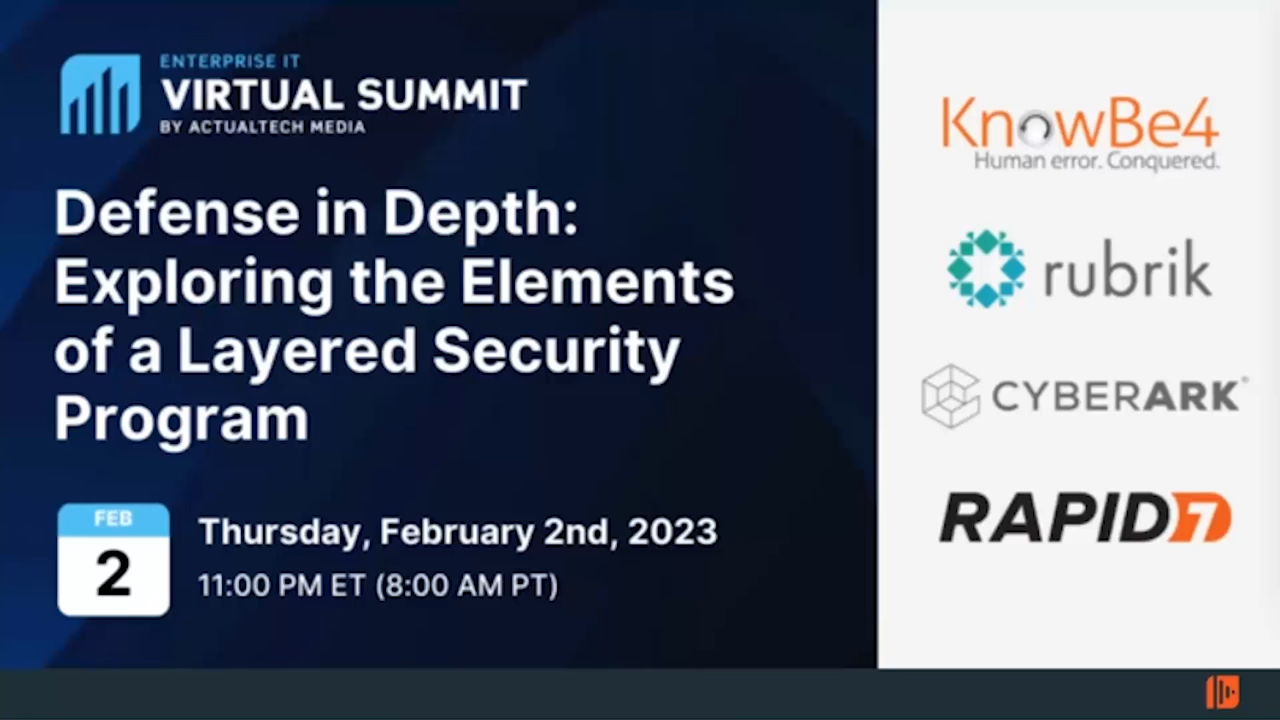 ENTERPRISE IT
VIRTUAL SUMMIT
BY ACTUALTECH MEDIA
Defense in Depth:
Exploring the Elements
of a Layered Security
Program
FEB
2
Thursday, February 2nd, 2023
11:00 PM ET (8:00 AM PT)
KnowBe4
Human error. Conquered.
rubrik
CYBERARK®
RAPID7